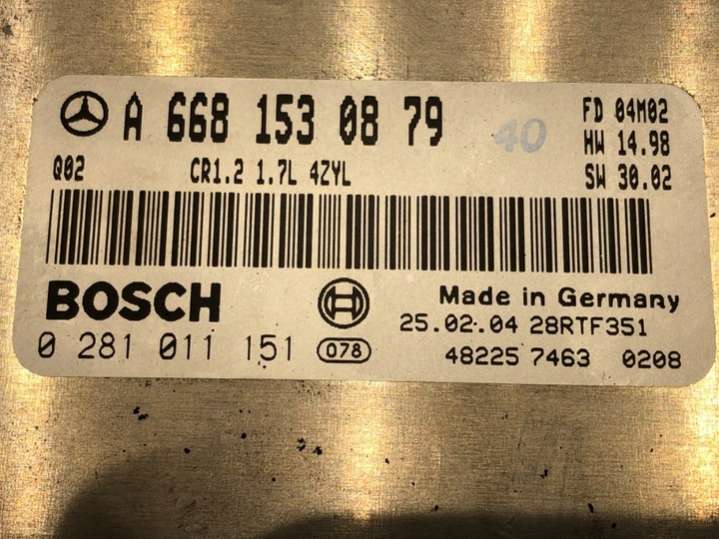 A 668 153 08 79
40
FD 04M02
HW 14.98
SW 30.02
Q02 CR1.2 1.7L 4ZYL
BOSCH
Made in Germany
25.02.04 28RTF351
0 281 011 151 078
48225 7463 0208